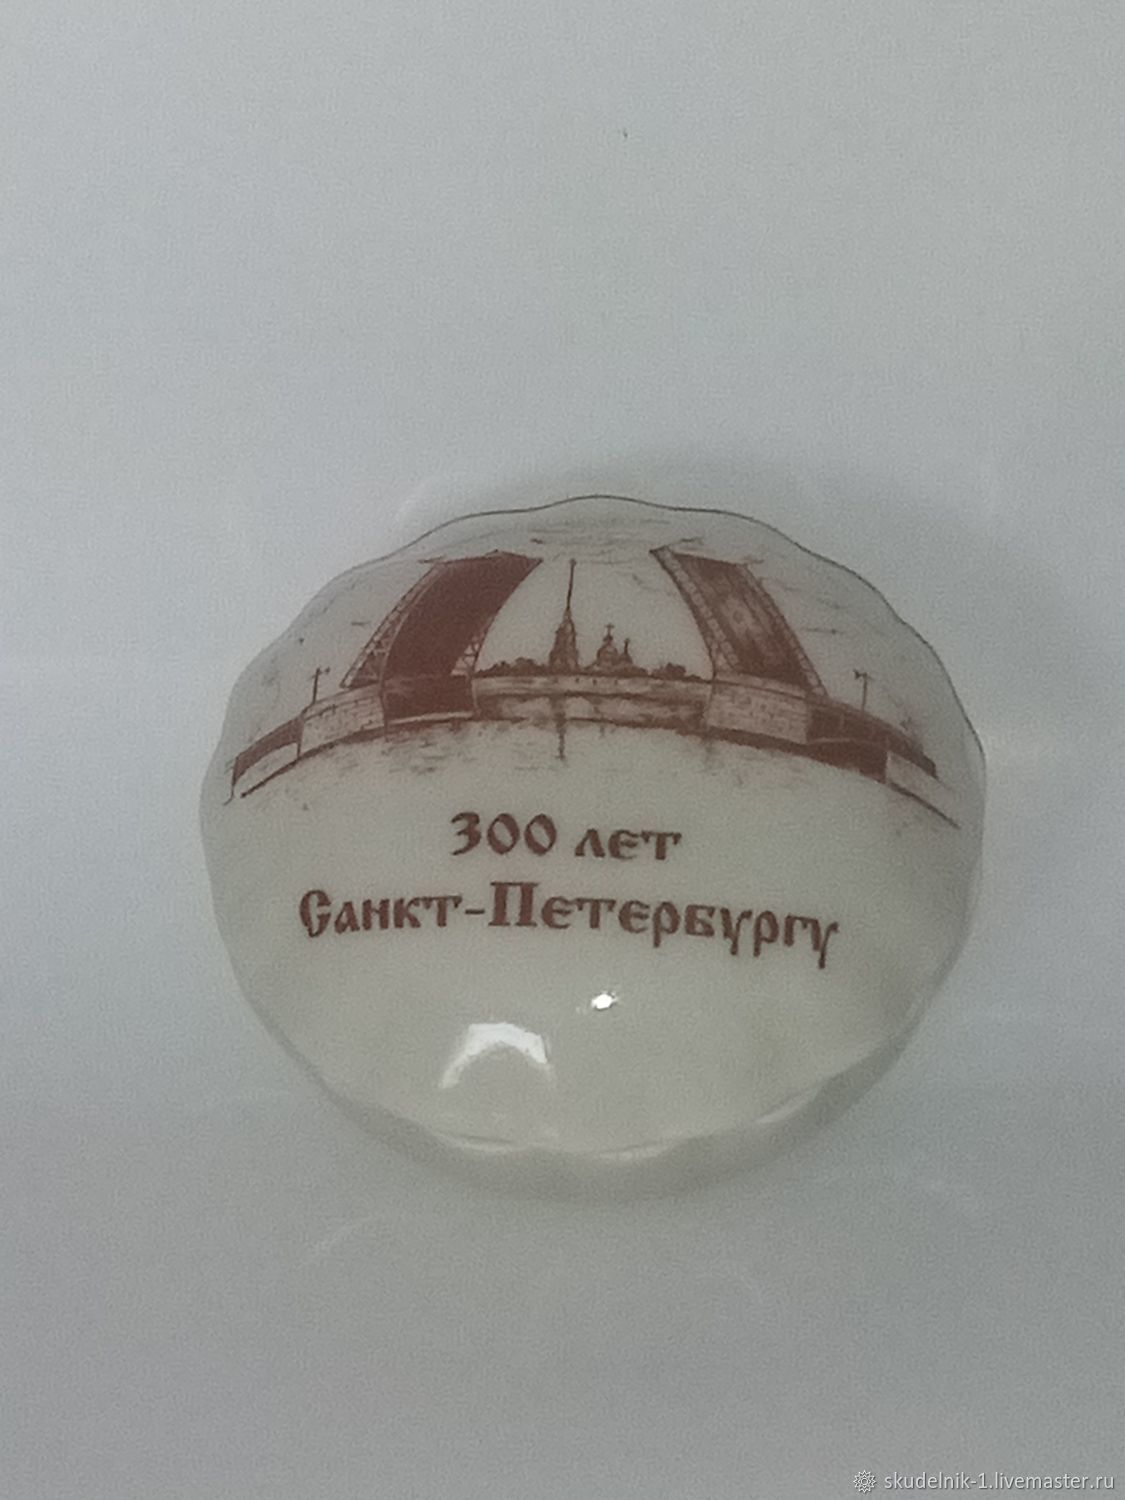 300 лет
Санкт-Петербургу
skudelnik-1.livemaster.ru